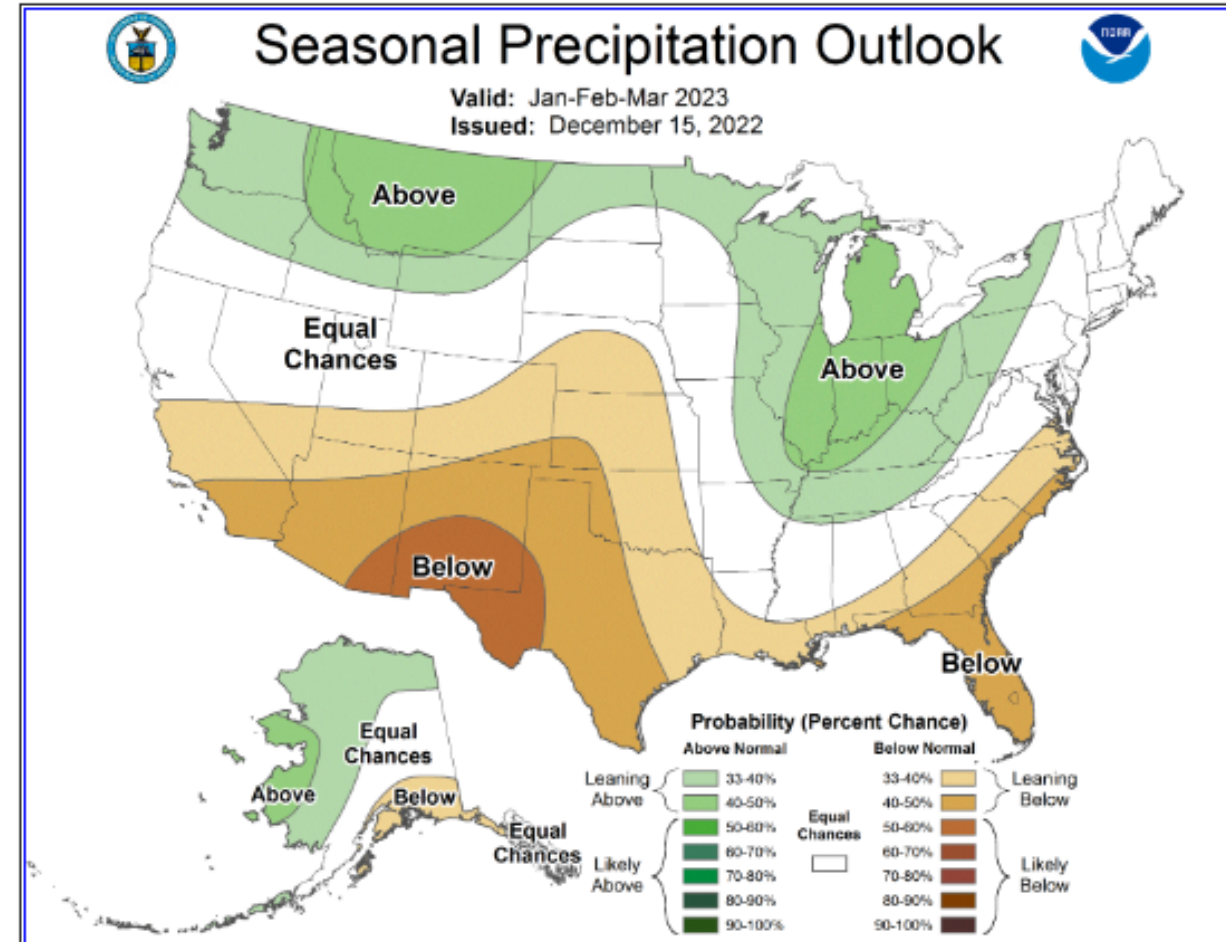 Seasonal Precipitation Outlook
NOAA
Valid: Jan-Feb-Mar 2023
Issued: December 15, 2022
Above
Equal
Chances
Above
Below
Below
Equal
Chances
Above
Below
Equal
Chances
Probability (Percent Chance)
Above Normal
Below Normal
Leaning
Above
33-40%
40-50%
Likely
Above
50-60%
60-70%
70-80%
80-90%
90-100%
Equal
Chances
33-40%
40-50%
Leaning
Below
50-60%
60-70%
70-80%
80-90%
90-100%
Likely
Below